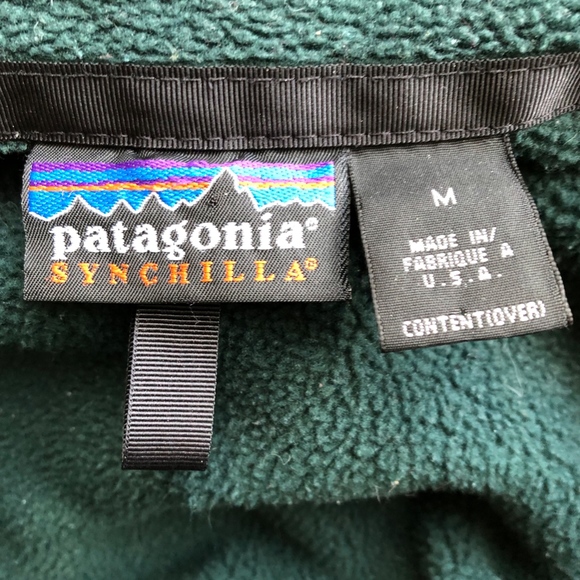 patagonia®
SYNCHILLA®
M
MADE IN/
FABRIQUE A
U.S.A.
CONTENT(OVER)